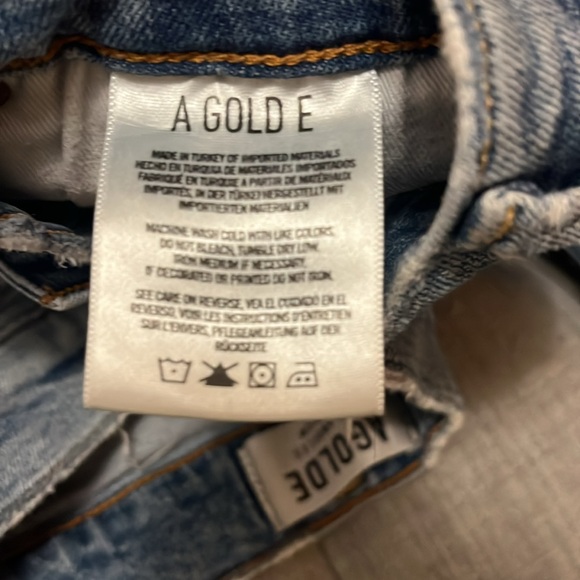 A GOLD E
MADE IN TURKEY OF IMPORTED MATERIALS
HECHO EN TURQUIA DE MATERIALES IMPORTADOS
FABRIQUÉ EN TURQUIE A PARTIR DE MATÉRIAUX
IMPORTÉS, IN DER TÜRKEI HERGESTELLT MIT
IMPORTIERTEN MATERIALIEN
MACHINE WASH COLD WITH LIKE COLORS.
DO NOT BLEACH, TUMBLE DRY LOW.
IRON MEDIUM IF NECESSARY.
IF DECORATED OR PRINTED DO NOT IRON.
SEE CARE ON REVERSE, VEA EL CUIDADO EN EL
REVERSO, VOIR LES INSTRUCTIONS D'ENTRETIEN
SUR L'ENVERS, PFLEGEANLEITUNG AUF DER
RÜCKSEITE
AGOLDE